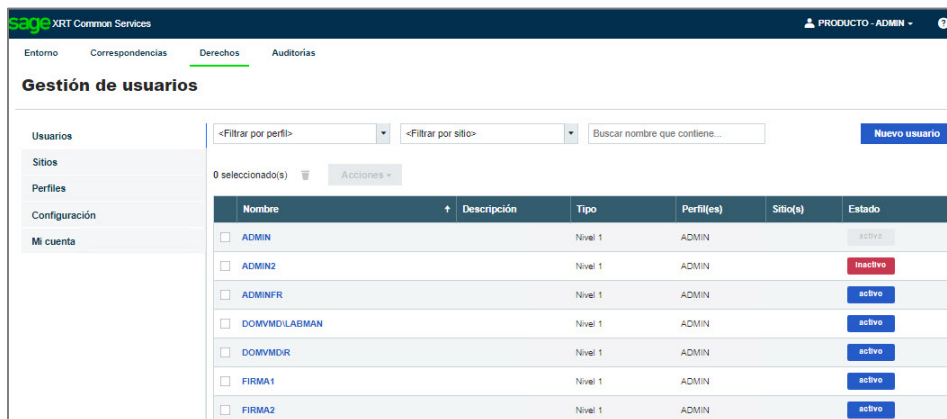 sage XRT Common Services PRODUCTO - ADMIN ?
Entorno Correspondencias Derechos Auditorías
Gestión de usuarios
Usuarios
Sitios
Perfiles
Configuración
Mi cuenta
<Filtrar por perfil> <Filtrar por sitio> Buscar nombre que contiene... Nuevo usuario
0 seleccionado(s) Acciones
Nombre Descripción Tipo Perfil(es) Sitio(s) Estado
ADMIN Nivel 1 ADMIN activo
ADMIN2 Nivel 1 ADMIN Inactivo
ADMINFR Nivel 1 ADMIN activo
DOMVMD\LABMAN Nivel 1 ADMIN activo
DOMVMD\R Nivel 1 ADMIN activo
FIRMA1 Nivel 1 ADMIN activo
FIRMA2 Nivel 1 ADMIN activo